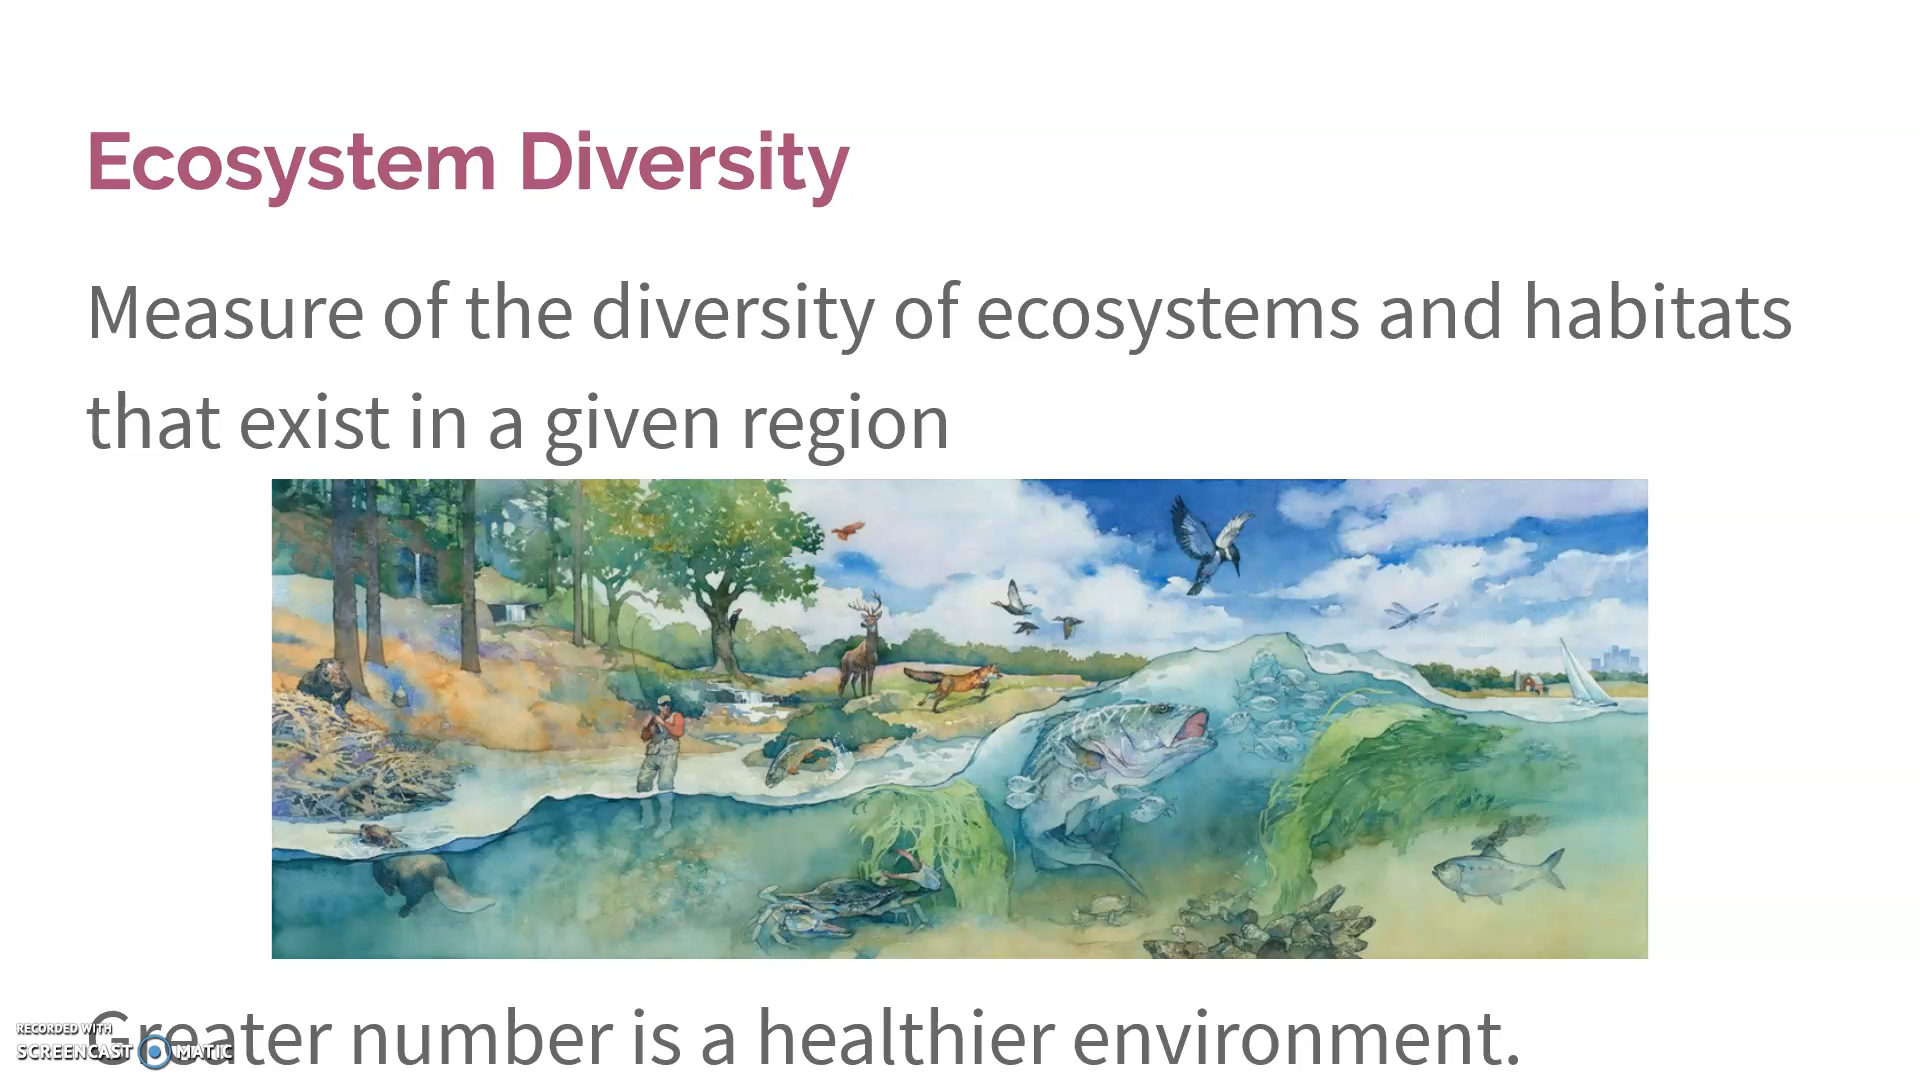 Ecosystem Diversity
Measure of the diversity of ecosystems and habitats
that exist in a given region
Greater number is a healthier environment.
RECORDED WITH
SCREENCAST MATIC